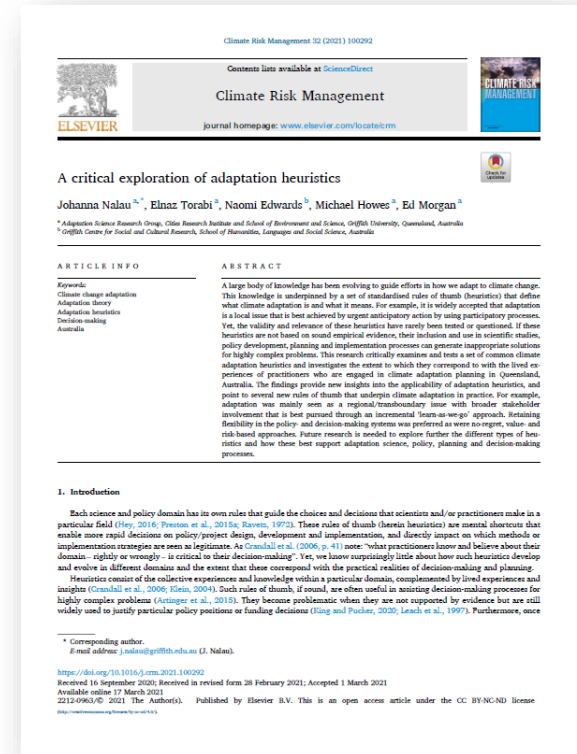 Climate Risk Management 32 (2021) 100292
Contents lists available at ScienceDirect
Climate Risk Management
journal homepage: www.elsevier.com/locate/crm
ELSEVIER
CLIMATE RISK
MANAGEMENT
Check for
updates
A critical exploration of adaptation heuristics
Johanna Nalau a, *, Elnaz Torabi a, Naomi Edwards b, Michael Howes a, Ed Morgan a
a Adaptation Science Research Group, Cities Research Institute and School of Environment and Science, Griffith University, Queensland, Australia
b Griffith Centre for Social and Cultural Research, School of Humanities, Languages and Social Science, Australia
ARTICLE INFO
Keywords:
Climate change adaptation
Adaptation theory
Adaptation heuristics
Decision-making
Australia
ABSTRACT
A large body of knowledge has been evolving to guide efforts in how we adapt to climate change.
This knowledge is underpinned by a set of standardised rules of thumb (heuristics) that define
what climate adaptation is and what it means. For example, it is widely accepted that adaptation
is a local issue that is best achieved by urgent anticipatory action by using participatory processes.
Yet, the validity and relevance of these heuristics have rarely been tested or questioned. If these
heuristics are not based on sound empirical evidence, their inclusion and use in scientific studies,
policy development, planning and implementation processes can generate inappropriate solutions
for highly complex problems. This research critically examines and tests a set of common climate
adaptation heuristics and investigates the extent to which they correspond with the lived ex-
periences of practitioners who are engaged in climate adaptation planning in Queensland,
Australia. The findings provide new insights into the applicability of adaptation heuristics, and
point to several new rules of thumb that underpin climate adaptation in practice. For example,
adaptation was mainly seen as a regional/transboundary issue with broader stakeholder
involvement that is best pursued through an incremental 'learn-as-we-go' approach. Retaining
flexibility in the policy- and decision-making systems was preferred as were no-regret, value- and
risk-based approaches. Future research is needed to explore further the different types of heu-
ristics and how these best support adaptation science, policy, planning and decision-making
processes.
1. Introduction
Each science and policy domain has its own rules that guide the choices and decisions that scientists and/or practitioners make in a
particular field (Hey, 2016; Preston et al., 2015a; Ravetz, 1972). These rules of thumb (herein heuristics) are mental shortcuts that
enable more rapid decisions on policy/project design, development and implementation, and directly impact on which methods or
implementation strategies are seen as legitimate. As Crandall et al. (2006, p. 41) note: "what practitioners know and believe about their
domain – rightly or wrongly – is critical to their decision-making". Yet, we know surprisingly little about how such heuristics develop
and evolve in different domains and the extent that these correspond with the practical realities of decision-making and planning.
Heuristics consist of the collective experiences and knowledge within a particular domain, complemented by lived experiences and
insights (Crandall et al., 2006; Klein, 2004). Such rules of thumb, if sound, are often useful in assisting decision-making processes for
highly complex problems (Artinger et al., 2015). They become problematic when they are not supported by evidence but are still
widely used to justify particular policy positions or funding decisions (King and Pucker, 2020; Leach et al., 1997). Furthermore, once
* Corresponding author.
E-mail address: j.nalau@griffith.edu.au (J. Nalau).
https://doi.org/10.1016/j.crm.2021.100292
Received 16 September 2020; Received in revised form 28 February 2021; Accepted 1 March 2021
Available online 17 March 2021
2212-0963/© 2021 The Author(s). Published by Elsevier B.V. This is an open access article under the CC BY-NC-ND license
(http://creativecommons.org/licenses/by-nc-nd/4.0/).